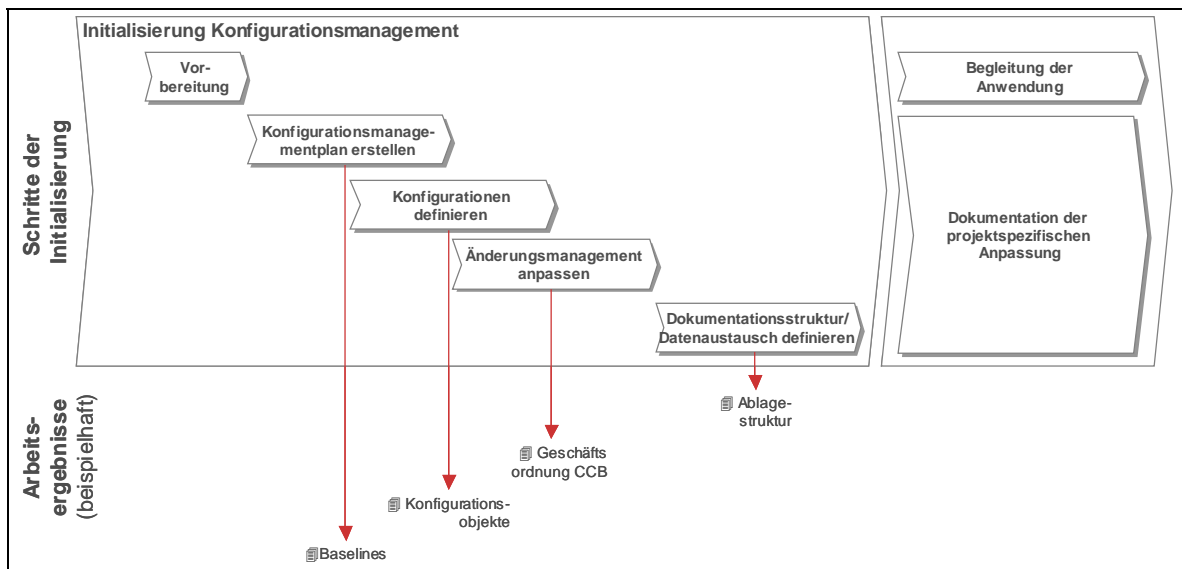 Initialisierung Konfigurationsmanagement
Schritte der
Initialisierung
Vor-
bereitung
Konfigurationsmanage-
mentplan erstellen
Konfigurationen
definieren
Änderungsmanagement
anpassen
Dokumentationsstruktur/
Datenaustausch definieren
Begleitung der
Anwendung
Dokumentation der
projektspezifischen
Anpassung
Arbeits-
ergebnisse
(beispielhaft)
Ablage-
struktur
Geschäfts
ordnung CCB
Konfigurations-
objekte
Baselines